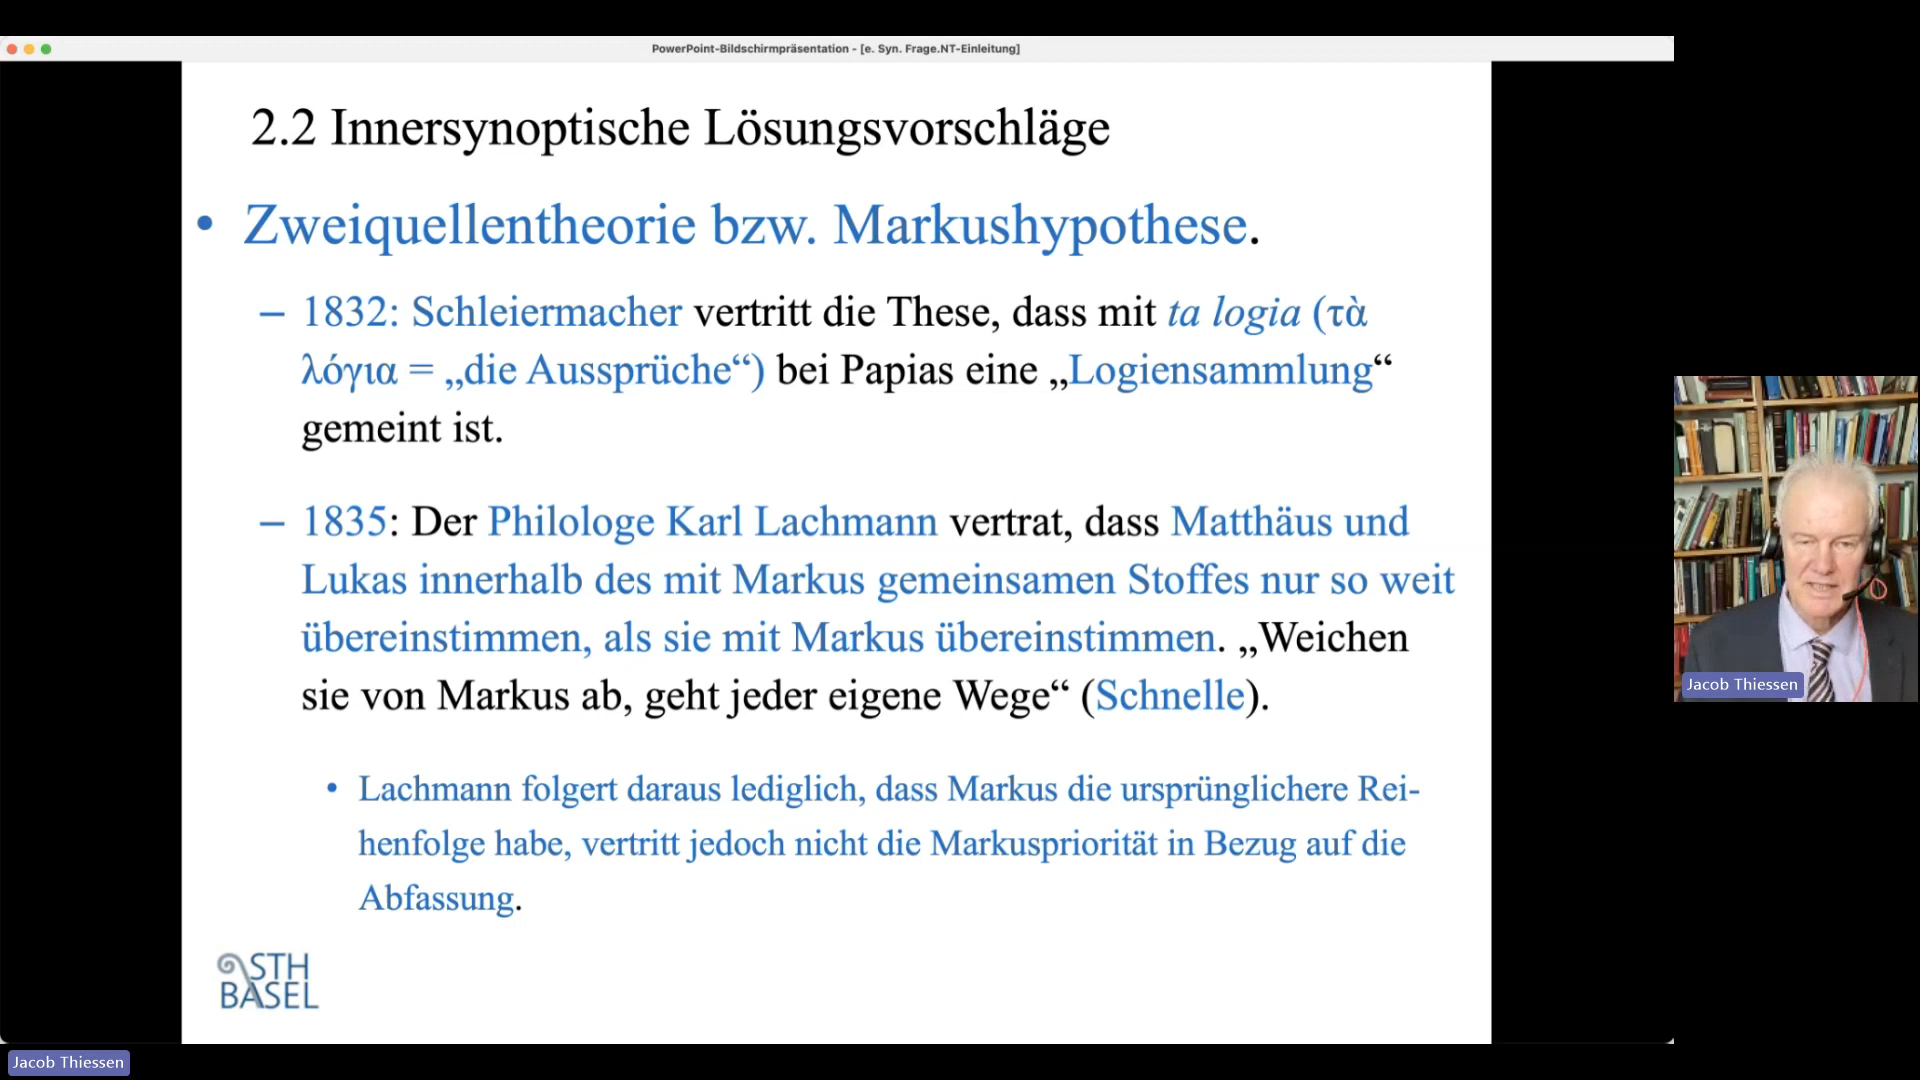 PowerPoint-Bildschirmpräsentation - [e. Syn. Frage.NT-Einleitung]
2.2 Innersynoptische Lösungsvorschläge
• Zweiquellentheorie bzw. Markushypothese.
– 1832: Schleiermacher vertritt die These, dass mit ta logia (τὰ
λόγια = „die Aussprüche“) bei Papias eine „Logiensammlung“
gemeint ist.
– 1835: Der Philologe Karl Lachmann vertrat, dass Matthäus und
Lukas innerhalb des mit Markus gemeinsamen Stoffes nur so weit
übereinstimmen, als sie mit Markus übereinstimmen. „Weichen
sie von Markus ab, geht jeder eigene Wege“ (Schnelle).
• Lachmann folgert daraus lediglich, dass Markus die ursprünglichere Rei-
henfolge habe, vertritt jedoch nicht die Markuspriorität in Bezug auf die
Abfassung.
STH
BASEL
Jacob Thiessen
Jacob Thiessen